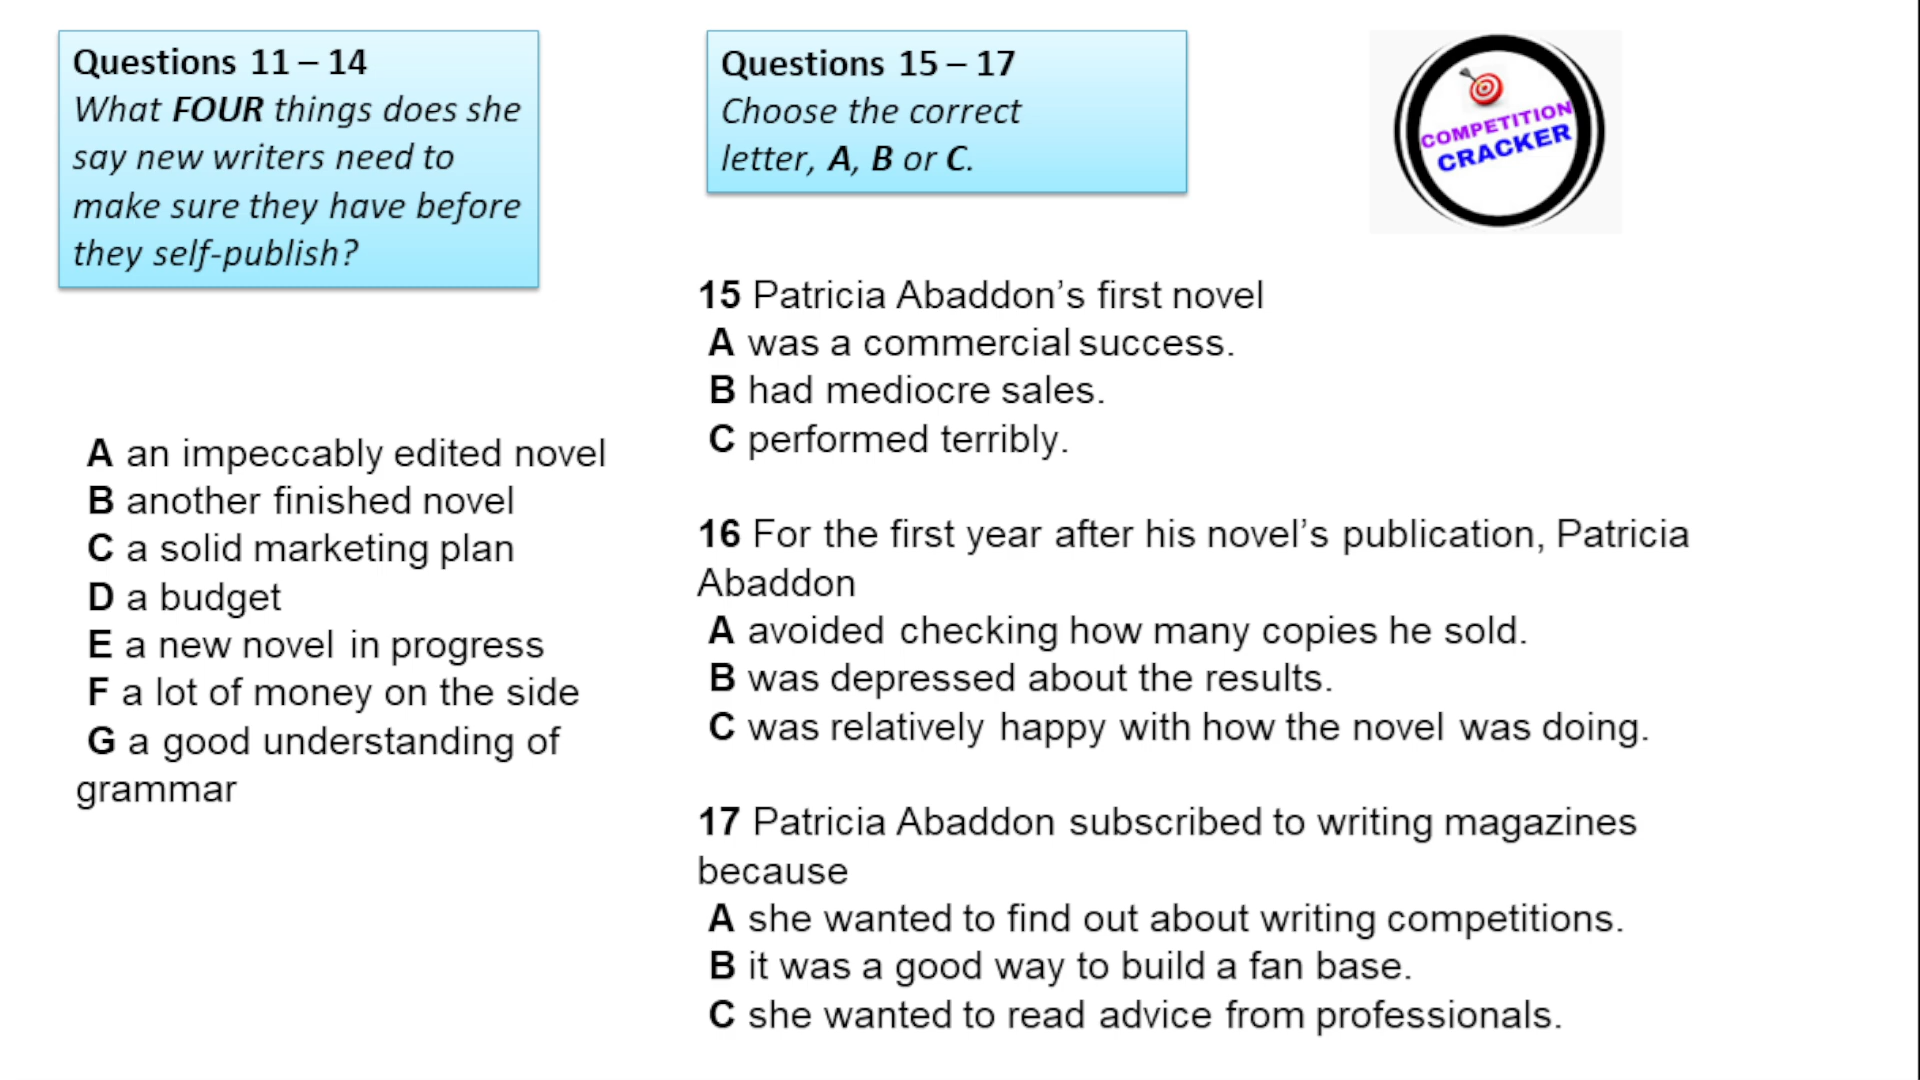 Questions 11 – 14
What FOUR things does she
say new writers need to
make sure they have before
they self-publish?
A an impeccably edited novel
B another finished novel
C a solid marketing plan
D a budget
E a new novel in progress
F a lot of money on the side
G a good understanding of
grammar
Questions 15 – 17
Choose the correct
letter, A, B or C.
COMPETITION
CRACKER
15 Patricia Abaddon’s first novel
A was a commercial success.
B had mediocre sales.
C performed terribly.
16 For the first year after his novel’s publication, Patricia
Abaddon
A avoided checking how many copies he sold.
B was depressed about the results.
C was relatively happy with how the novel was doing.
17 Patricia Abaddon subscribed to writing magazines
because
A she wanted to find out about writing competitions.
B it was a good way to build a fan base.
C she wanted to read advice from professionals.